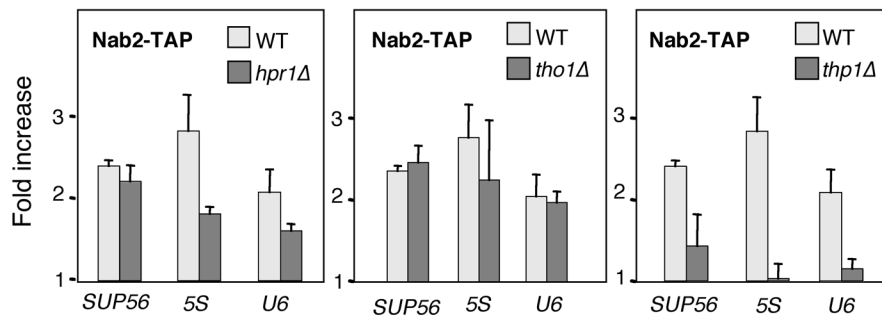 Fold increase
Nab2-TAP
WT
hpr1Δ
3
2
1
SUP56 5S U6
Nab2-TAP
WT
tho1Δ
3
2
1
SUP56 5S U6
Nab2-TAP
WT
thp1Δ
3
2
1
SUP56 5S U6